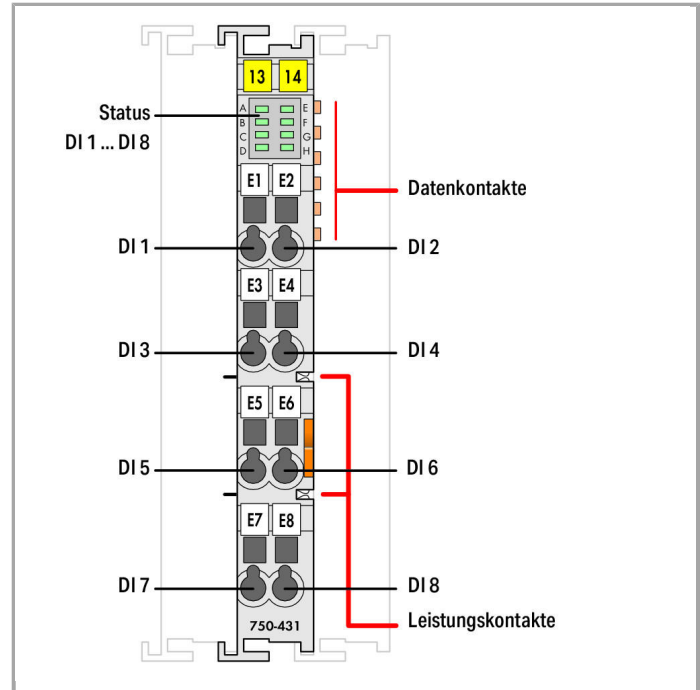 13 14
Status
DI 1 ... DI 8
A E
B F
C G
D H
E1 E2
Datenkontakte
DI 1 DI 2
E3 E4
DI 3 DI 4
E5 E6
DI 5 DI 6
E7 E8
DI 7 DI 8
750-431
Leistungskontakte